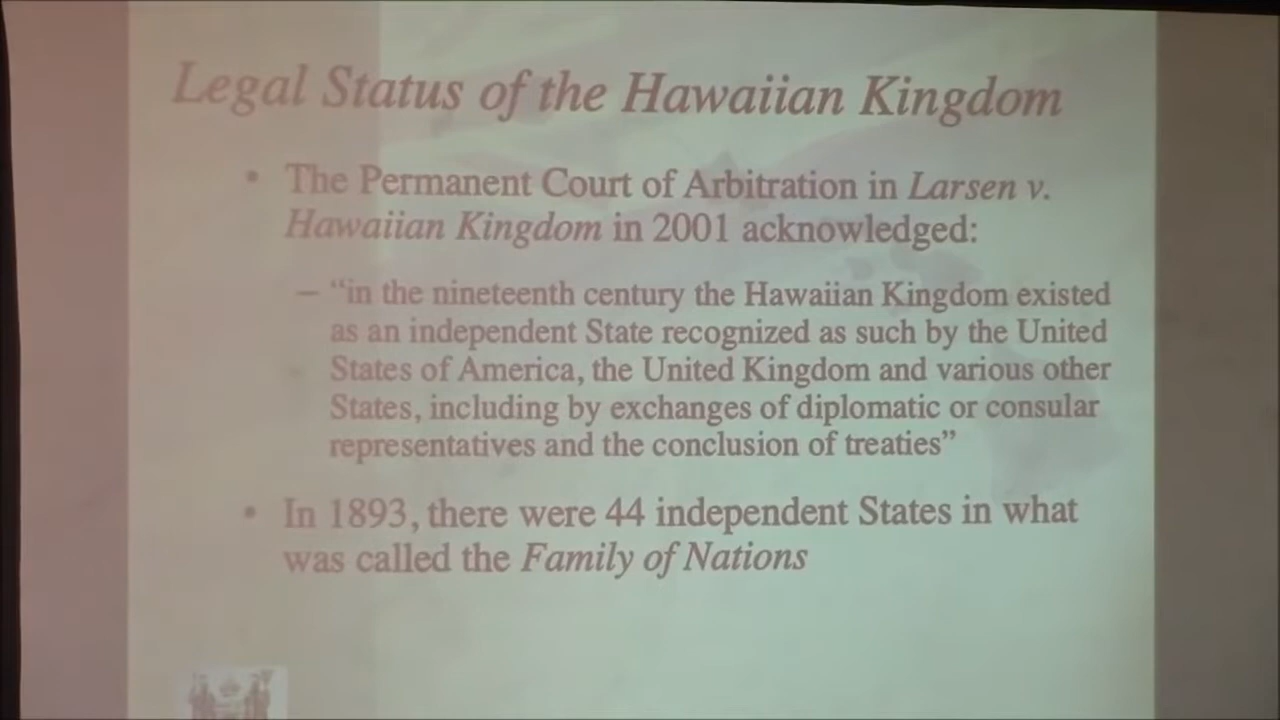 Legal Status of the Hawaiian Kingdom
• The Permanent Court of Arbitration in Larsen v.
Hawaiian Kingdom in 2001 acknowledged:
– “in the nineteenth century the Hawaiian Kingdom existed
as an independent State recognized as such by the United
States of America, the United Kingdom and various other
States, including by exchanges of diplomatic or consular
representatives and the conclusion of treaties”
• In 1893, there were 44 independent States in what
was called the Family of Nations